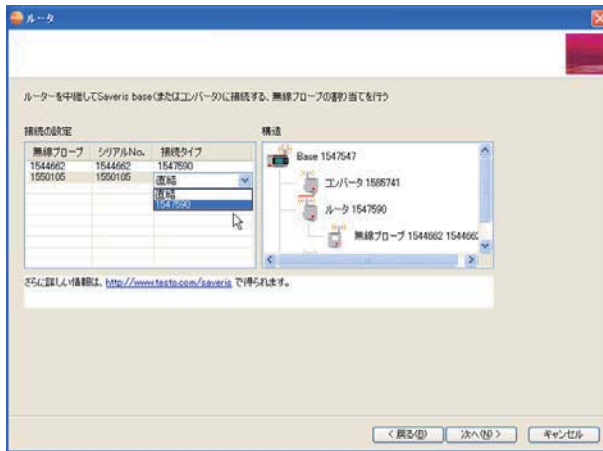 ルータ
ルーターを中継してSaveris base(またはコンバータ)に接続する、無線プローブの割り当てを行う
接続の設定
無線プローブ シリアルNo. 接続タイプ
1544662 1544662 1547590
1550105 1550105 直結
直結
1547590
構造
Base 1547547
コンバータ 1585741
ルータ 1547590
無線プローブ 1544662 154466
さらに詳しい情報は、http://www.testo.com/saveris で得られます。
< 戻る(B)
次へ(N) >
キャンセル